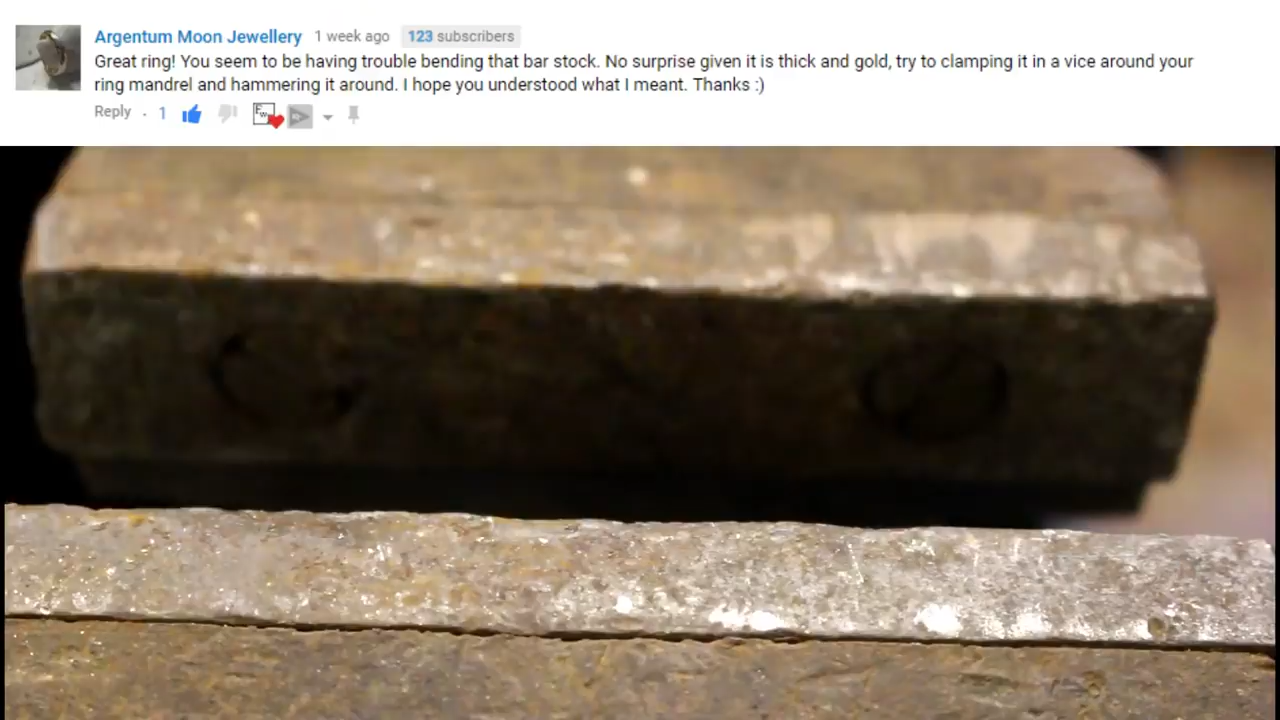 Argentum Moon Jewellery 1 week ago 123 subscribers
Great ring! You seem to be having trouble bending that bar stock. No surprise given it is thick and gold, try to clamping it in a vice around your
ring mandrel and hammering it around. I hope you understood what I meant. Thanks :)
Reply · 1